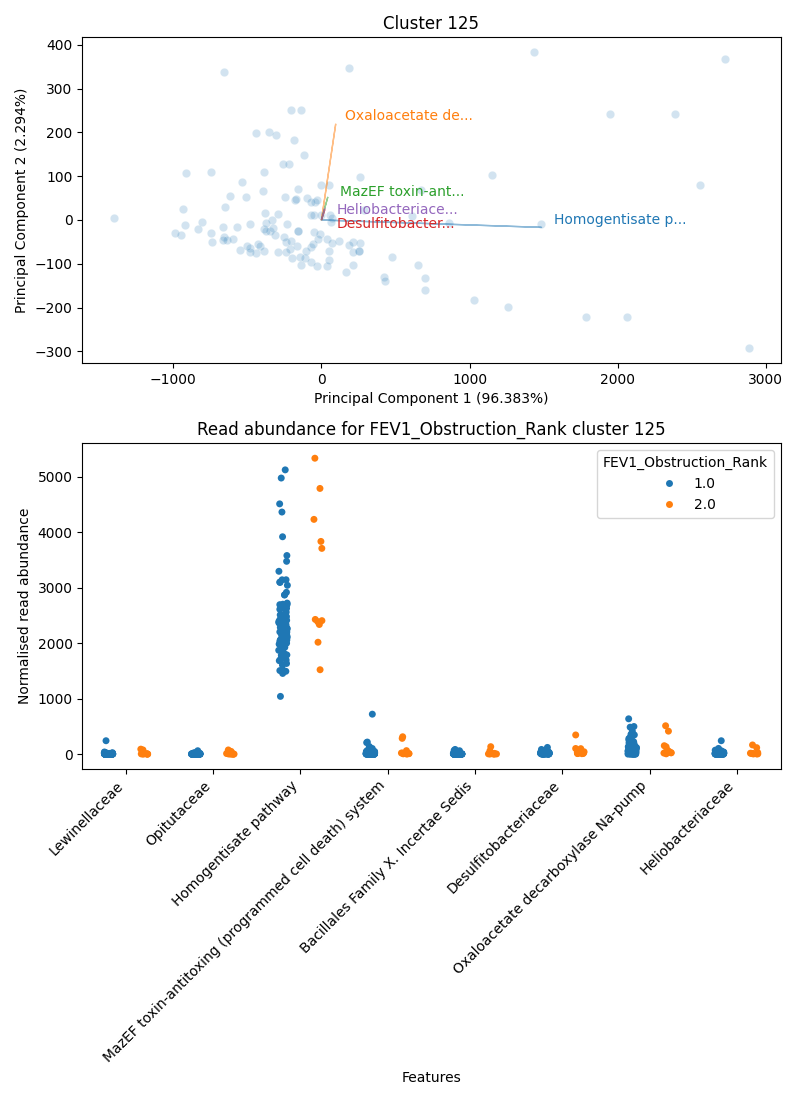 Cluster 125
400
300
200
100
0
−100
−200
−300
Principal Component 2 (2.294%)
Oxaloacetate de...
MazEF toxin-ant...
Heliobacteriace...
Desulfitobacter...
Homogentisate p...
−1000
0
1000
2000
3000
Principal Component 1 (96.383%)
Read abundance for FEV1_Obstruction_Rank cluster 125
5000
4000
3000
2000
1000
0
Normalised read abundance
FEV1_Obstruction_Rank
1.0
2.0
Lewinellaceae
Opitutaceae
Homogentisate pathway
MazEF toxin-antitoxing (programmed cell death) system
Bacillales Family X. Incertae Sedis
Desulfitobacteriaceae
Oxaloacetate decarboxylase Na-pump
Heliobacteriaceae
Features